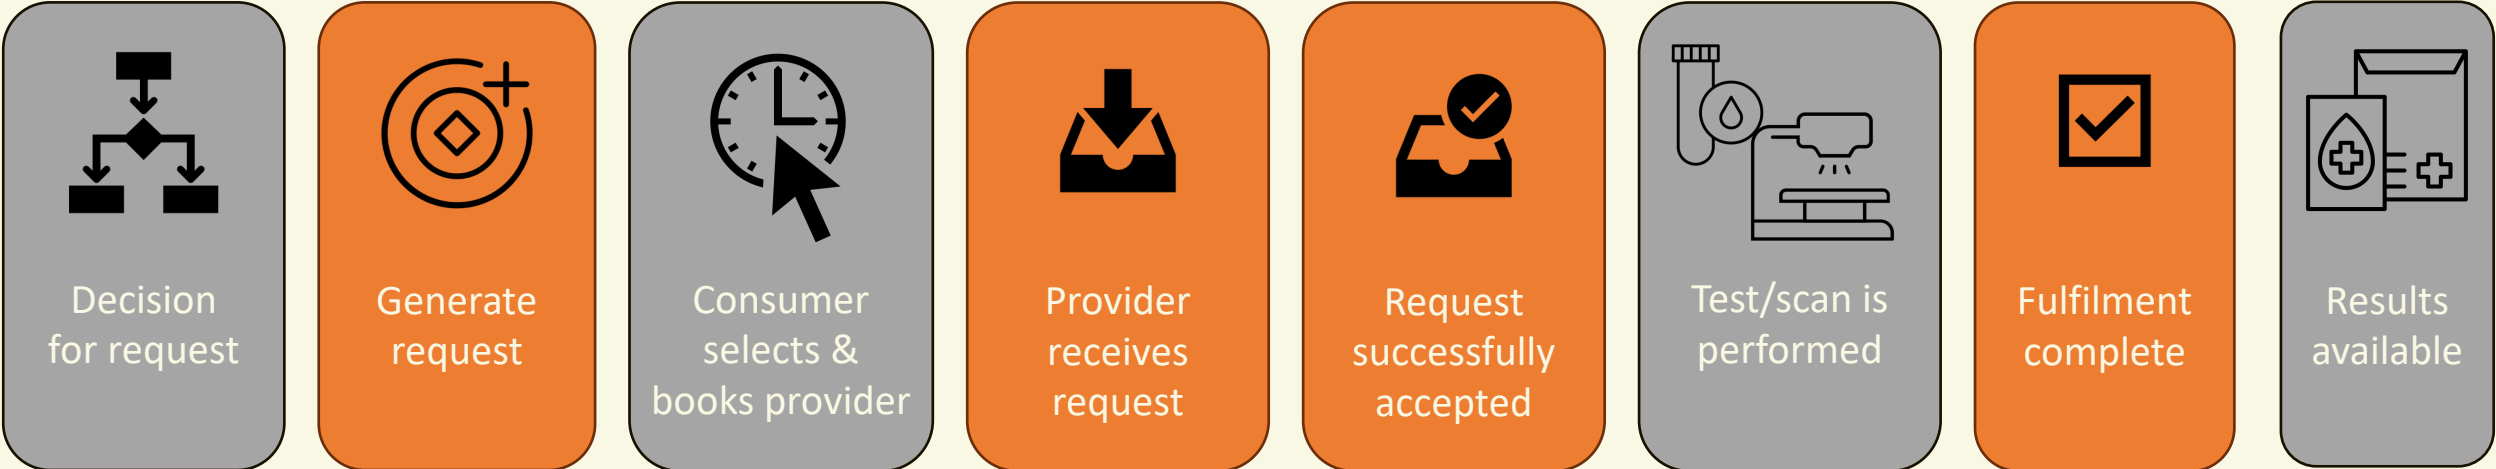 Decision
for request
Generate
request
Consumer
selects &
books provider
Provider
receives
request
Request
successfully
accepted
Test/scan is
performed
Fulfilment
complete
Results
available